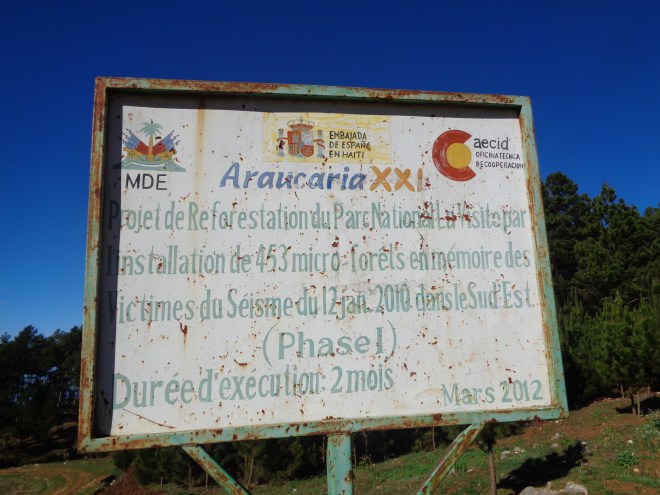 MDE
EMBAJADA
DE ESPAÑA
EN HAITI
aecid
OFICINA TECNICA
DE COOPERACION
Araucaria XXI
Projet de Reforestation du Parc National La Visite par
l'installation de 453 micro-forêts en mémoire des
Victimes du Séisme du 12 jan. 2010 dans le Sud'Est.
(Phase I)
Durée d'exécution: 2 mois
Mars 2012